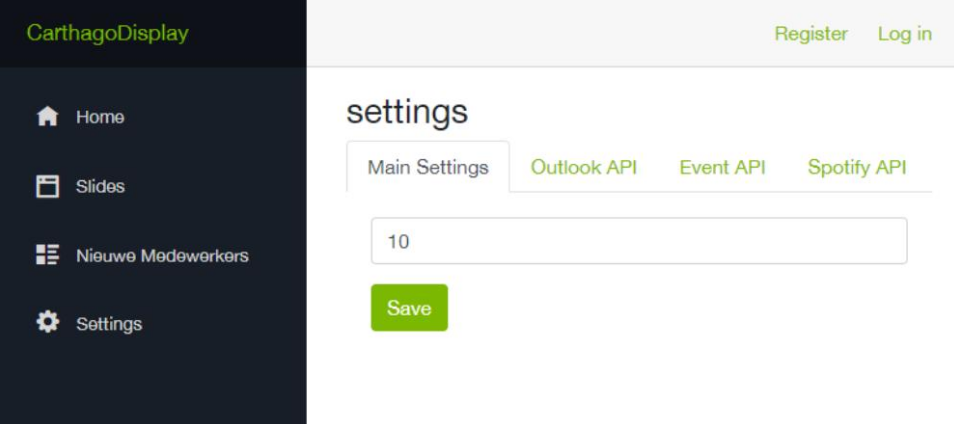 CarthagoDisplay
Register Log in
Home
Slides
Nieuwe Medewerkers
Settings
settings
Main Settings Outlook API Event API Spotify API
10
Save